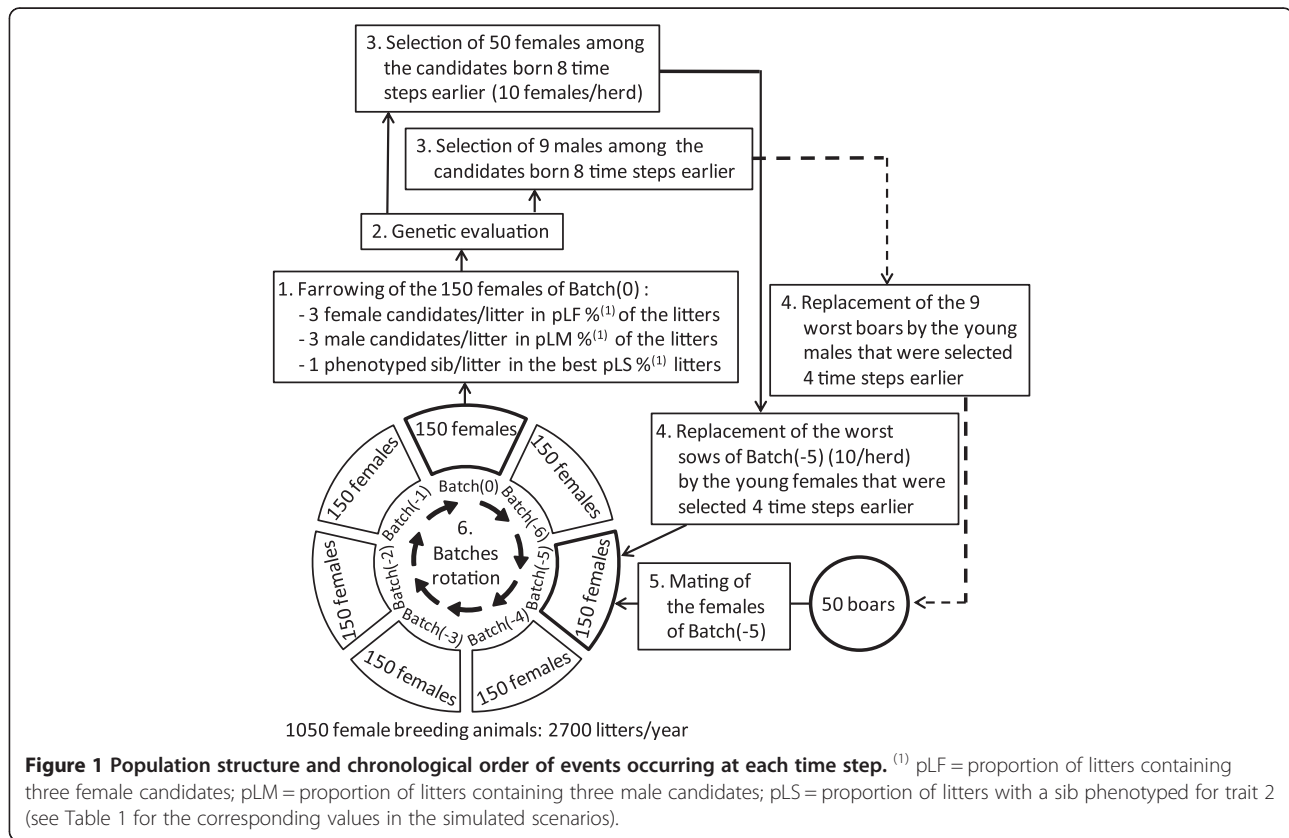 3. Selection of 50 females among
the candidates born 8 time
steps earlier (10 females/herd)
3. Selection of 9 males among the
candidates born 8 time steps earlier
2. Genetic evaluation
1. Farrowing of the 150 females of Batch(0) :
- 3 female candidates/litter in pLF %(1) of the litters
- 3 male candidates/litter in pLM %(1) of the litters
- 1 phenotyped sib/litter in the best pLS %(1) litters
4. Replacement of the 9
worst boars by the young
males that were selected
4 time steps earlier
4. Replacement of the worst
sows of Batch(-5) (10/herd)
by the young females that were
selected 4 time steps earlier
5. Mating of
the females
of Batch(-5)
50 boars
150 females
150 females
150 females
150 females
150 females
150 females
150 females
Batch(0)
Batch(-6)
Batch(-5)
Batch(-4)
Batch(-3)
Batch(-2)
Batch(-1)
6.
Batches
rotation
1050 female breeding animals: 2700 litters/year
Figure 1 Population structure and chronological order of events occurring at each time step. (1) pLF = proportion of litters containing
three female candidates; pLM = proportion of litters containing three male candidates; pLS = proportion of litters with a sib phenotyped for trait 2
(see Table 1 for the corresponding values in the simulated scenarios).